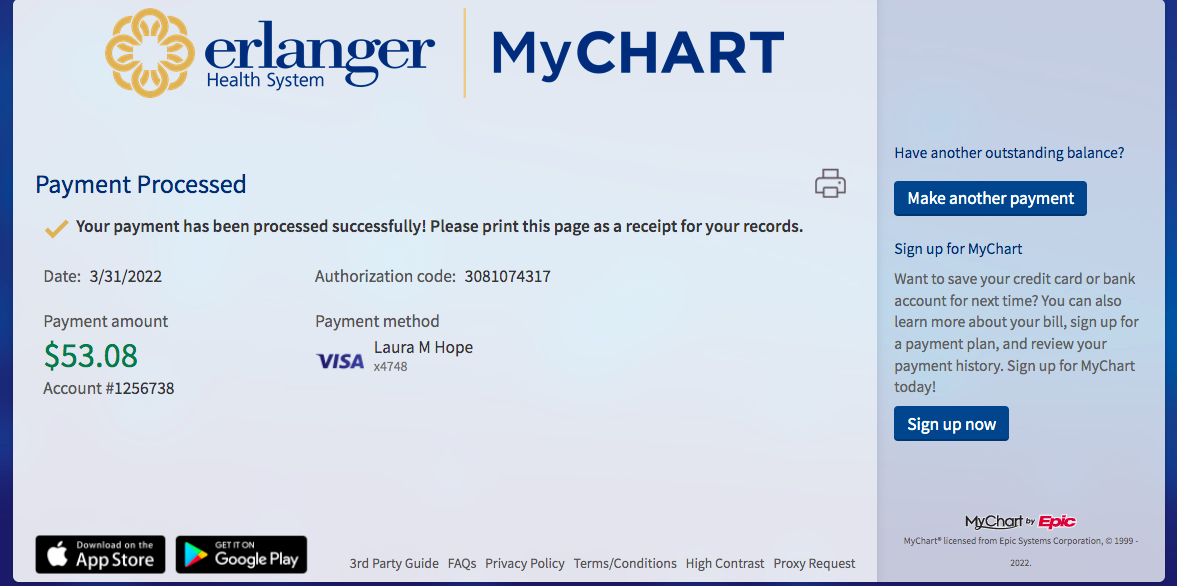 erlanger
Health System
MyCHART
Payment Processed
Your payment has been processed successfully! Please print this page as a receipt for your records.
Date: 3/31/2022
Authorization code: 3081074317
Payment amount
$53.08
Account #1256738
Payment method
VISA
Laura M Hope
x4748
Have another outstanding balance?
Make another payment
Sign up for MyChart
Want to save your credit card or bank
account for next time? You can also
learn more about your bill, sign up for
a payment plan, and review your
payment history. Sign up for MyChart
today!
Sign up now
MyChart by Epic
MyChart® licensed from Epic Systems Corporation, © 1999 -
2022.
Download on the
App Store
GET IT ON
Google Play
3rd Party Guide FAQs Privacy Policy Terms/Conditions High Contrast Proxy Request